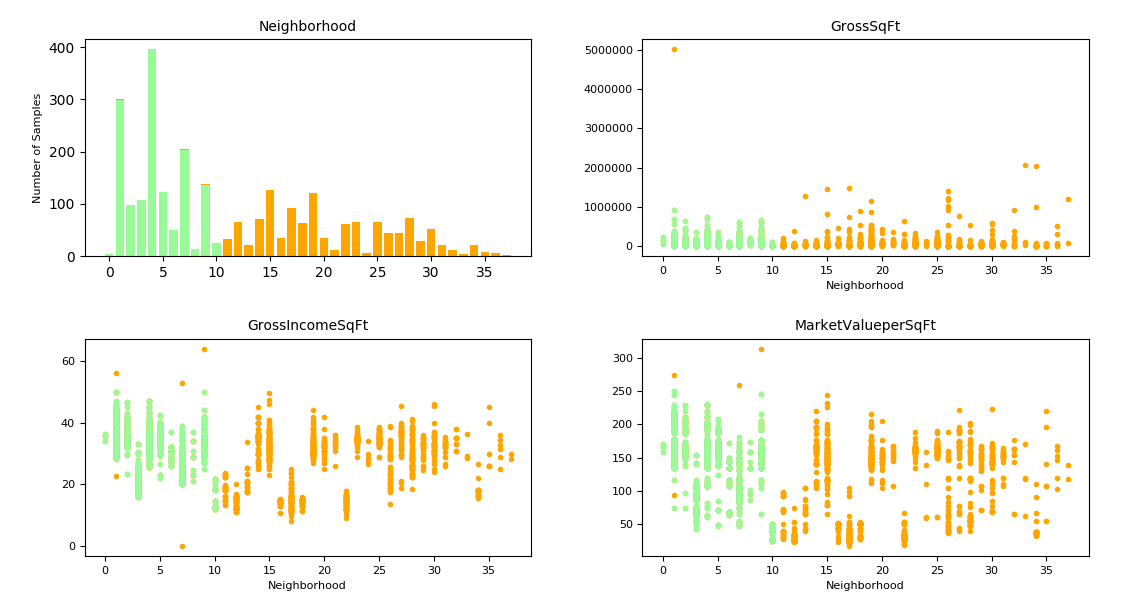 Neighborhood
Number of Samples
400
300
200
100
0
0 5 10 15 20 25 30 35
GrossSqFt
5000000
4000000
3000000
2000000
1000000
0
0 5 10 15 20 25 30 35
Neighborhood
GrossIncomeSqFt
60
40
20
0
0 5 10 15 20 25 30 35
Neighborhood
MarketValueperSqFt
300
250
200
150
100
50
0 5 10 15 20 25 30 35
Neighborhood